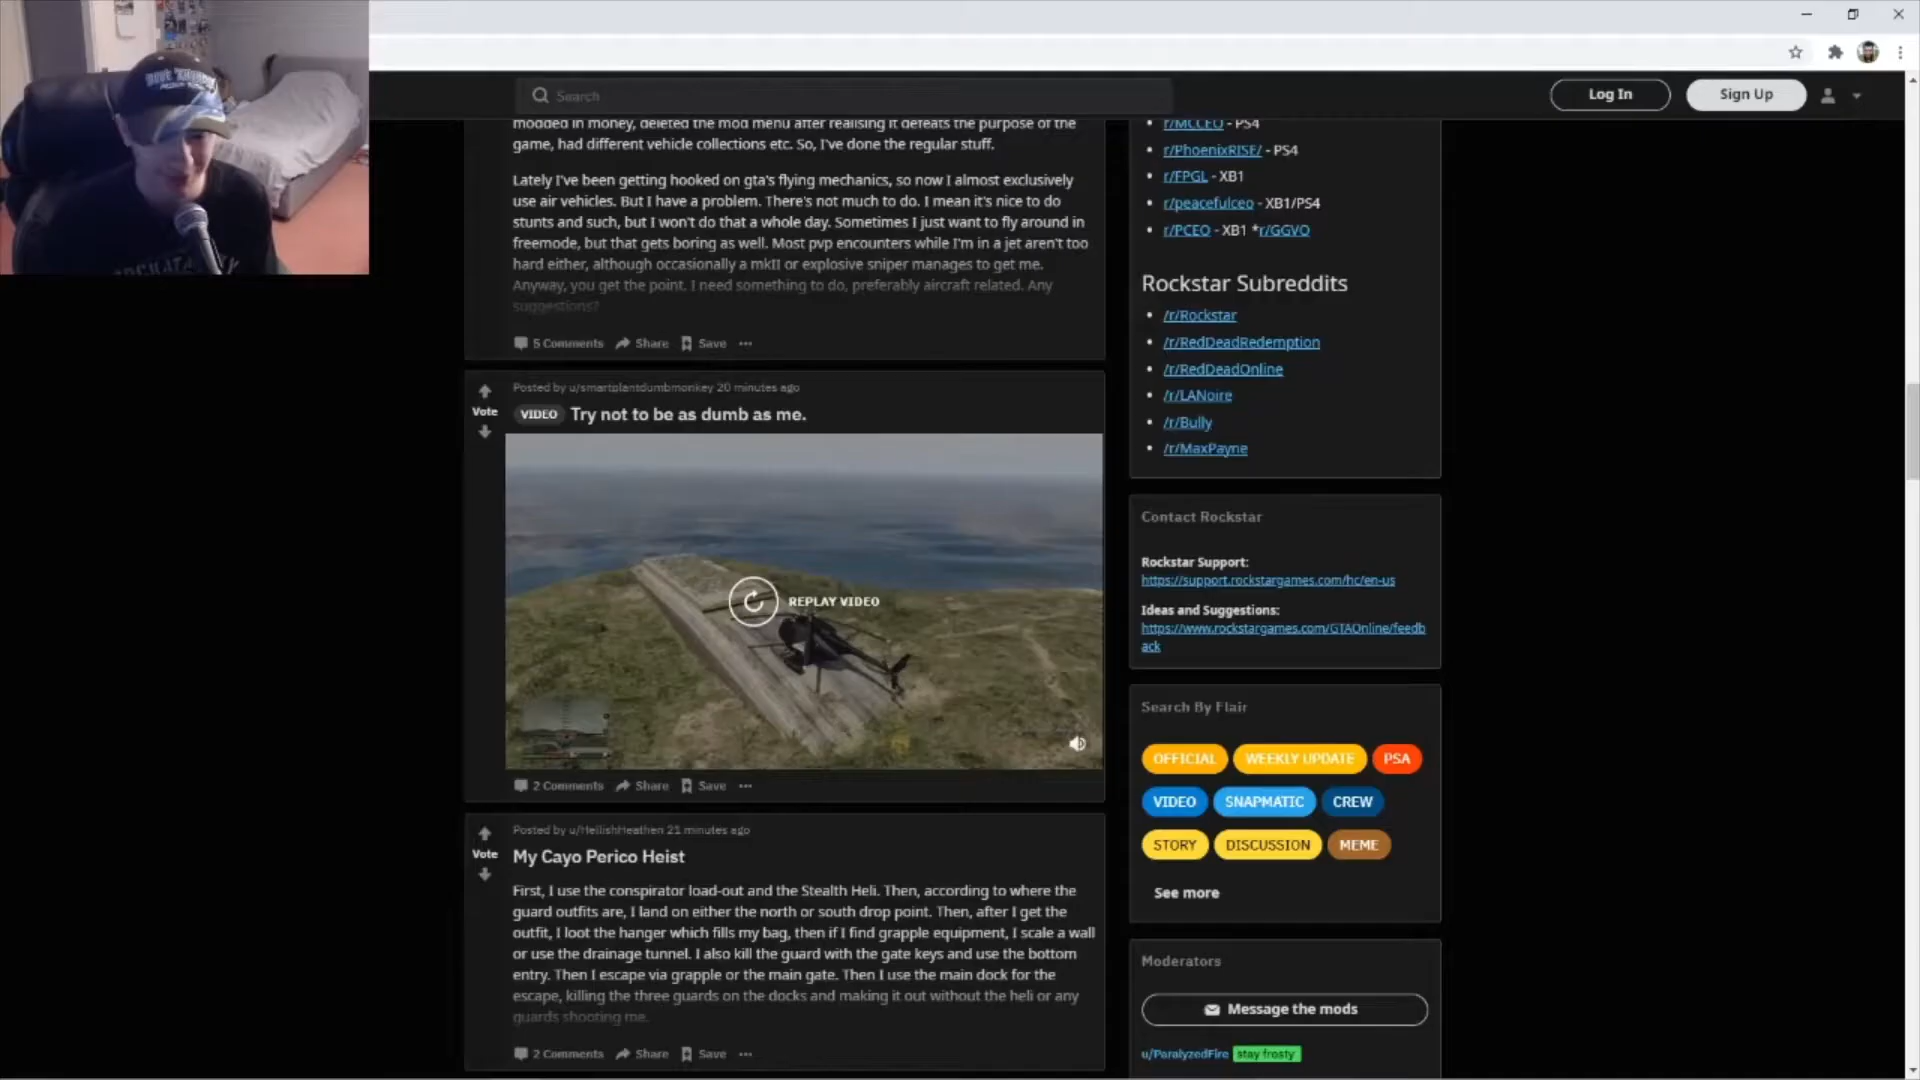 Search
Log In
Sign Up
modded in money, deleted the mod menu after realising it defeats the purpose of the
game, had different vehicle collections etc. So, I've done the regular stuff.
Lately I've been getting hooked on gta's flying mechanics, so now I almost exclusively
use air vehicles. But I have a problem. There's not much to do. I mean it's nice to do
stunts and such, but I won't do that a whole day. Sometimes I just want to fly around in
freemode, but that gets boring as well. Most pvp encounters while I'm in a jet aren't too
hard either, although occasionally a mkII or explosive sniper manages to get me.
Anyway, you get the point. I need something to do, preferably aircraft related. Any
suggestions?
5 Comments Share Save
Posted by u/smartplantdumbmonkey 20 minutes ago
Vote
VIDEO Try not to be as dumb as me.
REPLAY VIDEO
2 Comments Share Save
Posted by u/HellishHeathen 21 minutes ago
Vote
My Cayo Perico Heist
First, I use the conspirator load-out and the Stealth Heli. Then, according to where the
guard outfits are, I land on either the north or south drop point. Then, after I get the
outfit, I loot the hanger which fills my bag, then if I find grapple equipment, I scale a wall
or use the drainage tunnel. I also kill the guard with the gate keys and use the bottom
entry. Then I escape via grapple or the main gate. Then I use the main dock for the
escape, killing the three guards on the docks and making it out without the heli or any
guards shooting me.
2 Comments Share Save
r/MCCEO - PS4
r/PhoenixRISE/ - PS4
r/FPGL - XB1
r/peacefulceo - XB1/PS4
r/PCEO - XB1 *r/GGVO
Rockstar Subreddits
/r/Rockstar
/r/RedDeadRedemption
/r/RedDeadOnline
/r/LANoire
/r/Bully
/r/MaxPayne
Contact Rockstar
Rockstar Support:
https://support.rockstargames.com/hc/en-us
Ideas and Suggestions:
https://www.rockstargames.com/GTAOnline/feedb
ack
Search By Flair
OFFICIAL WEEKLY UPDATE PSA
VIDEO SNAPMATIC CREW
STORY DISCUSSION MEME
See more
Moderators
Message the mods
u/ParalyzedFire stay frosty